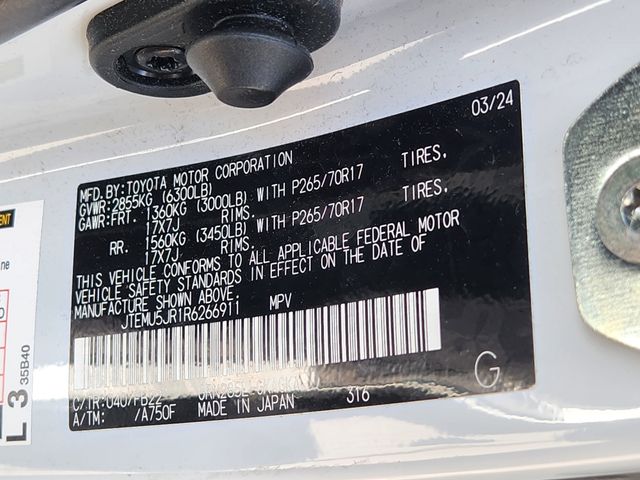 03/24
MFD. BY: TOYOTA MOTOR CORPORATION
GVWR: 2855KG (6300LB)
GAWR: FRT. 1360KG (3000LB) WITH P265/70R17 TIRES.
17X7J RIMS.
RR. 1560KG (3450LB) WITH P265/70R17 TIRES.
17X7J RIMS.
THIS VEHICLE CONFORMS TO ALL APPLICABLE FEDERAL MOTOR
VEHICLE SAFETY STANDARDS IN EFFECT ON THE DATE OF
MANUFACTURE SHOWN ABOVE.
JTEMU5JR1R6266911 MPV
C/TR: 040/FB22
316
A/TM: /A750F MADE IN JAPAN
G
L 3 35B40